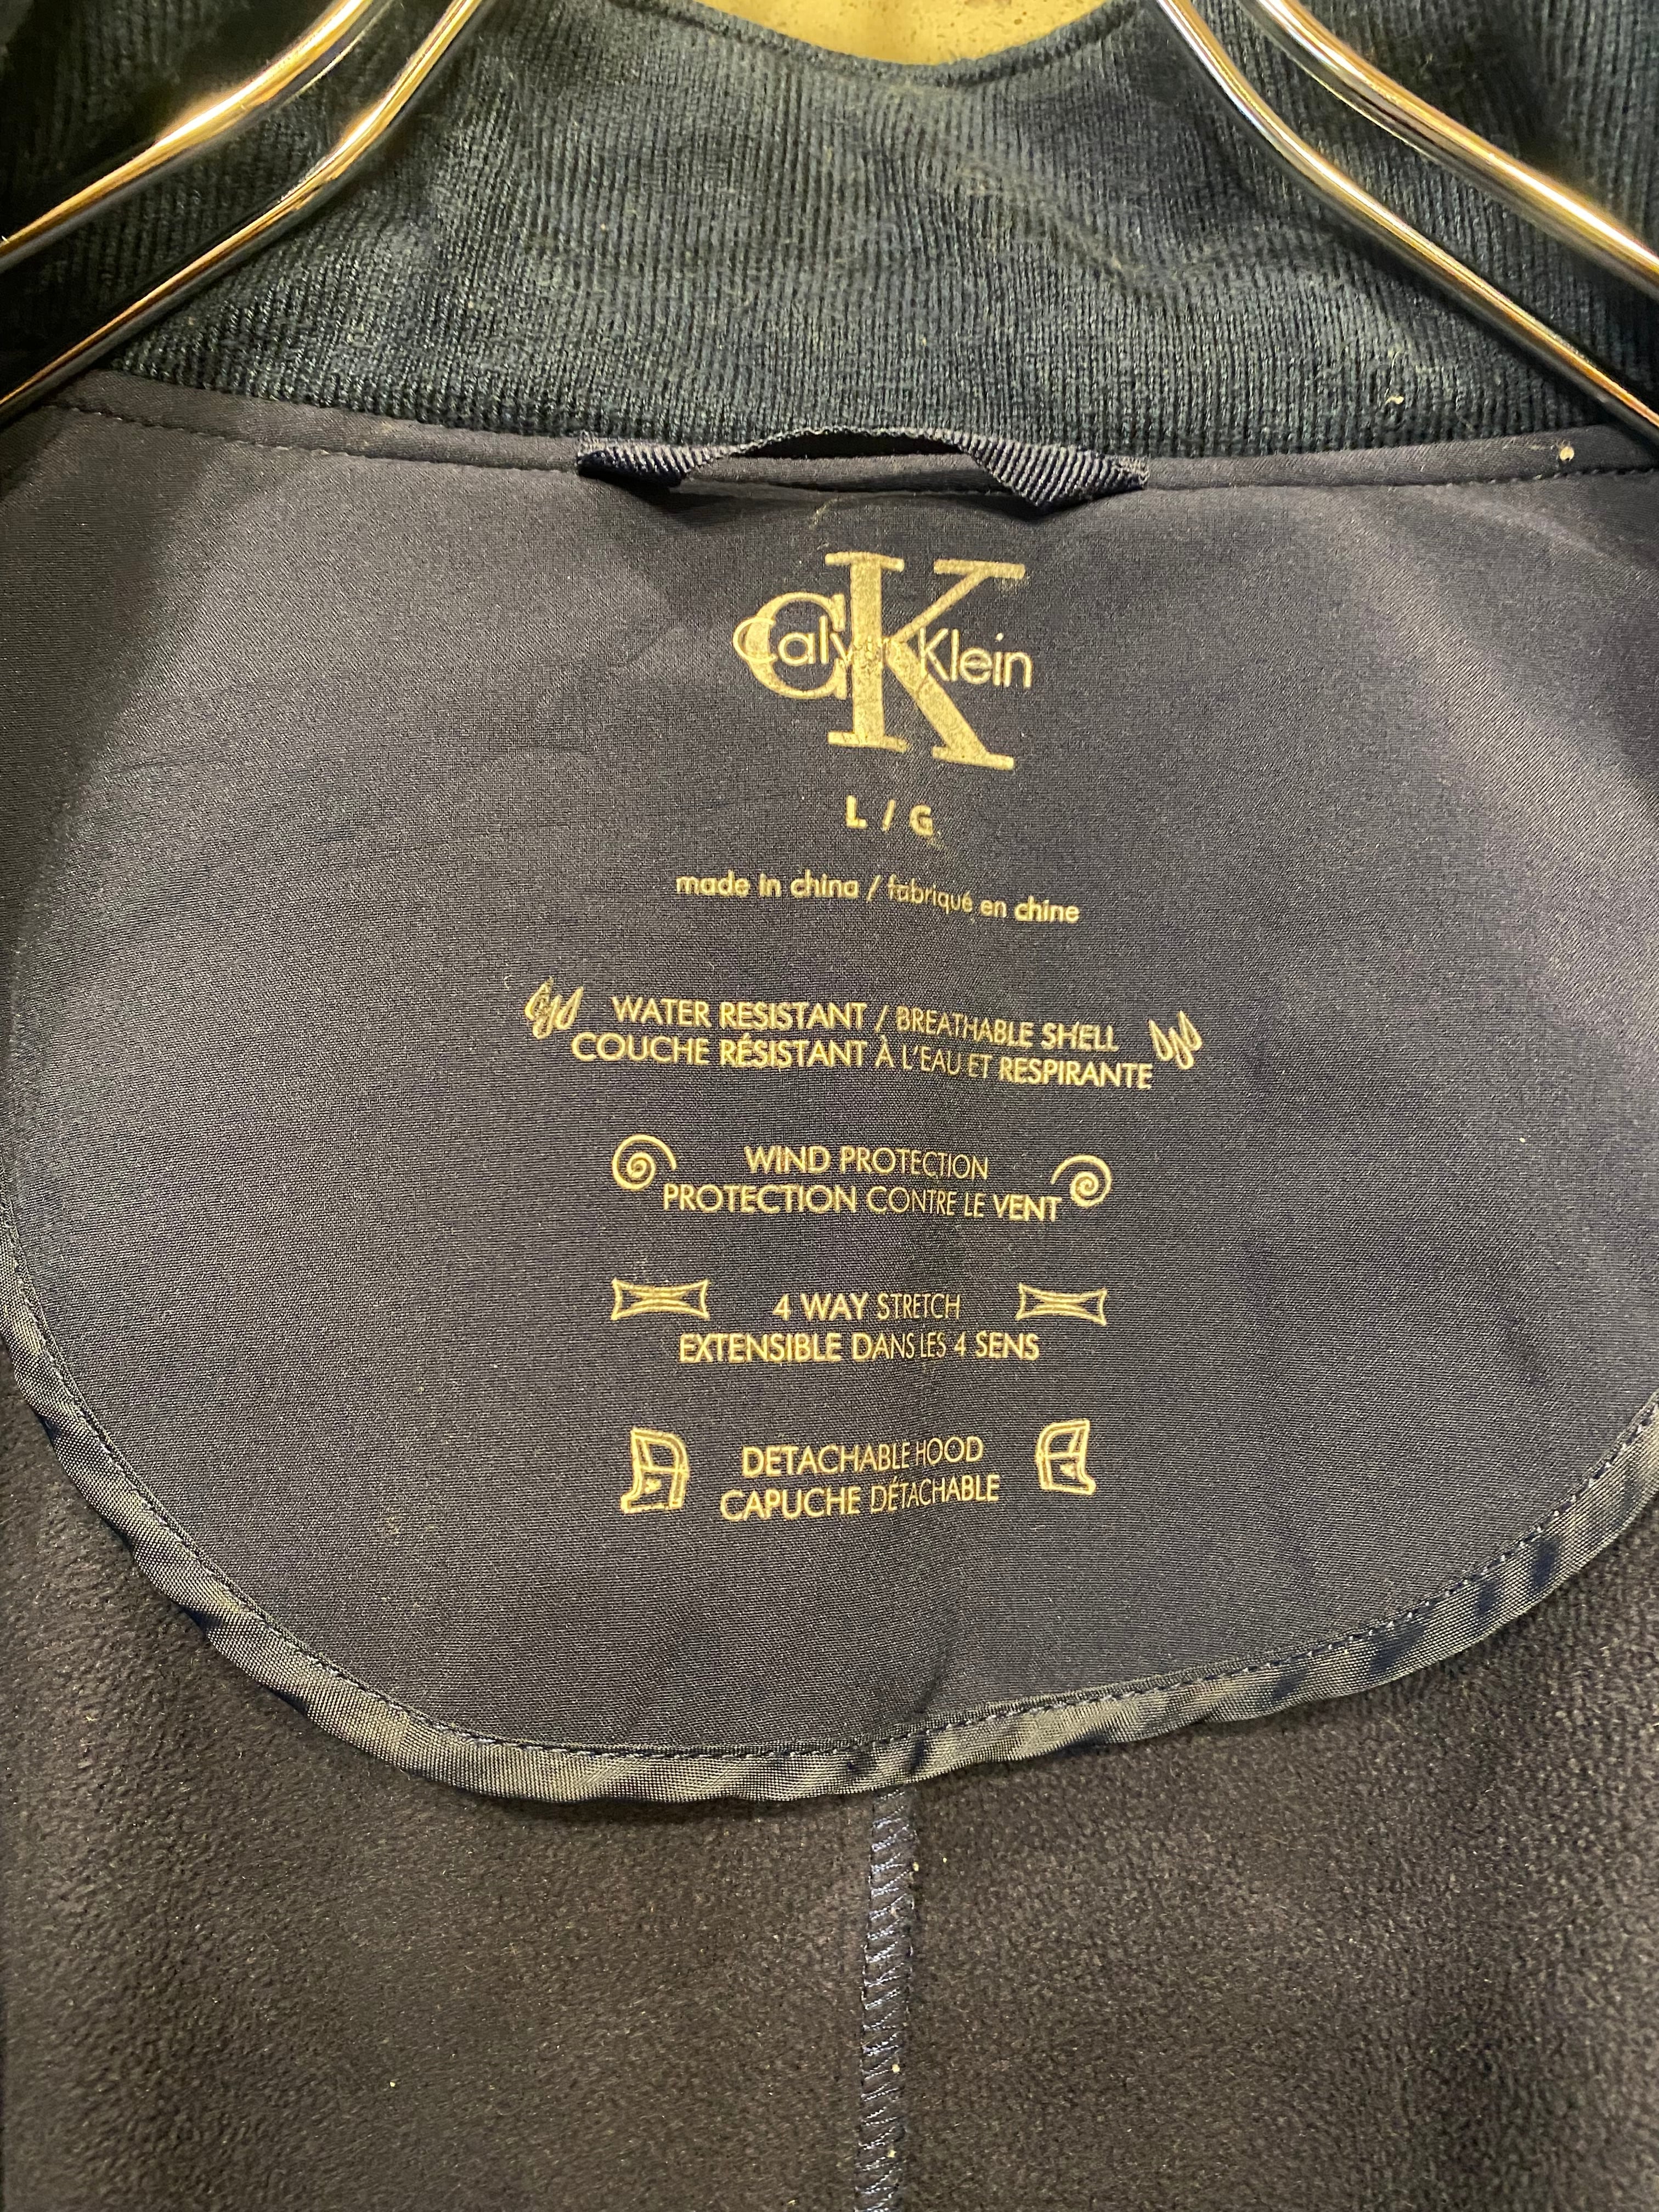 CK
Calvin Klein
L / G
made in china / fabriqué en chine
WATER RESISTANT / BREATHABLE SHELL
COUCHE RÉSISTANT À L'EAU ET RESPIRANTE
WIND PROTECTION
PROTECTION CONTRE LE VENT
4 WAY STRETCH
EXTENSIBLE DANS LES 4 SENS
DETACHABLE HOOD
CAPUCHE DÉTACHABLE